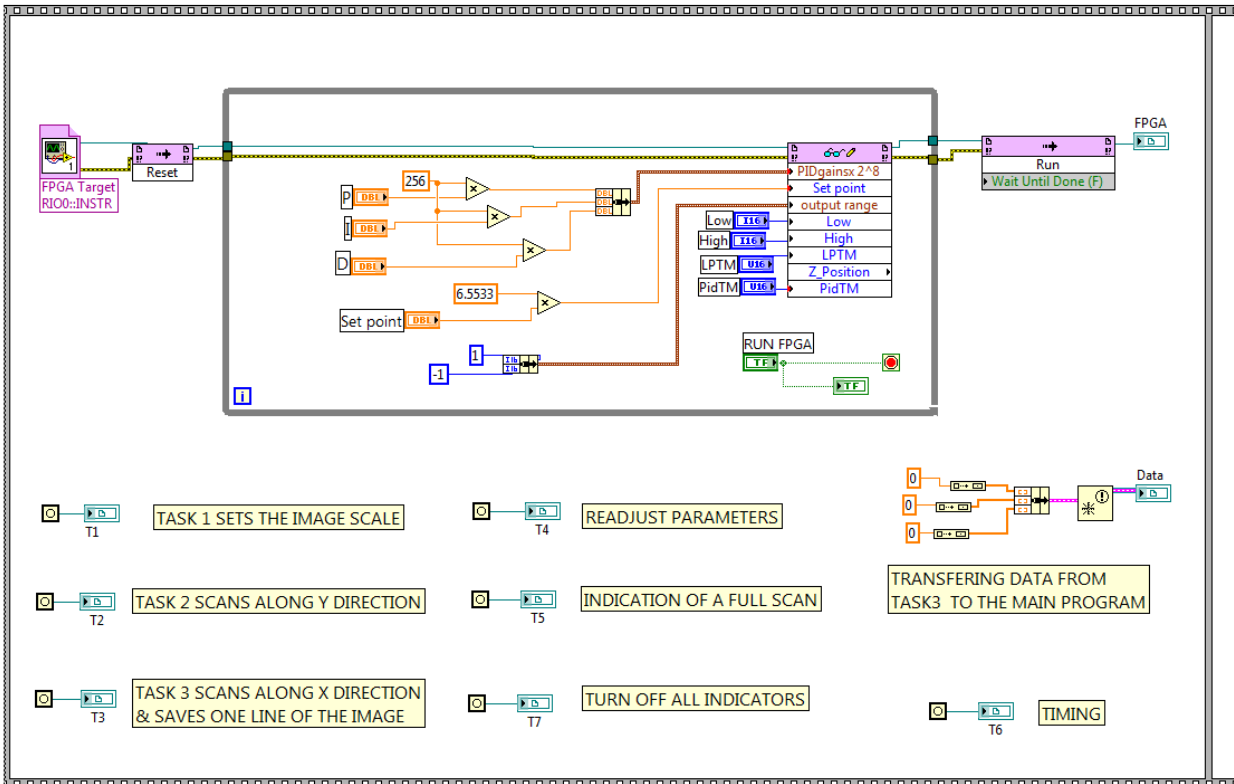 FPGA
Reset
Run
Wait Until Done (F)
FPGA Target
RIO0::INSTR
1
256
P
DBL
I
DBL
D
DBL
DBL
DBL
DBL
6.5533
Set point
DBL
1
-1
I16
I16
i
PIDgainsx 2^8
Set point
output range
Low
High
LPTM
Z_Position
PidTM
Low
I16
High
I16
LPTM
U16
PidTM
U16
RUN FPGA
TF
TF
T1
TASK 1 SETS THE IMAGE SCALE
T4
READJUST PARAMETERS
0
0
0
Data
T2
TASK 2 SCANS ALONG Y DIRECTION
T5
INDICATION OF A FULL SCAN
TRANSFERING DATA FROM
TASK3 TO THE MAIN PROGRAM
T3
TASK 3 SCANS ALONG X DIRECTION
& SAVES ONE LINE OF THE IMAGE
T7
TURN OFF ALL INDICATORS
T6
TIMING